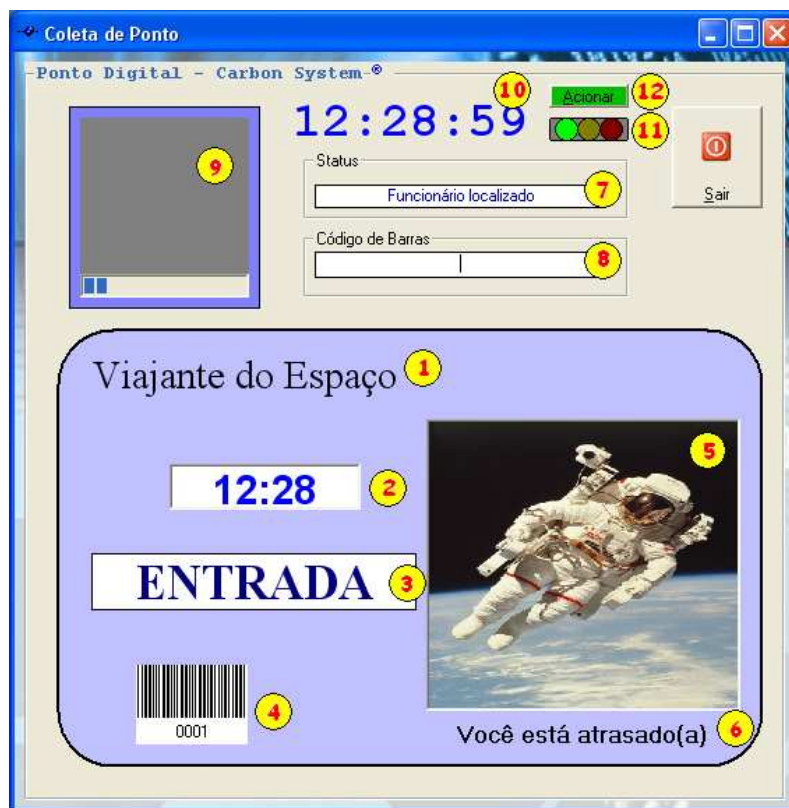 Coleta de Ponto
Ponto Digital - Carbon System ®
10
Acionar
12
12:28:59
11
9
Status
Funcionário localizado
7
Sair
Código de Barras
8
Viajante do Espaço
1
5
12:28
2
ENTRADA
3
0001
4
Você está atrasado(a)
6